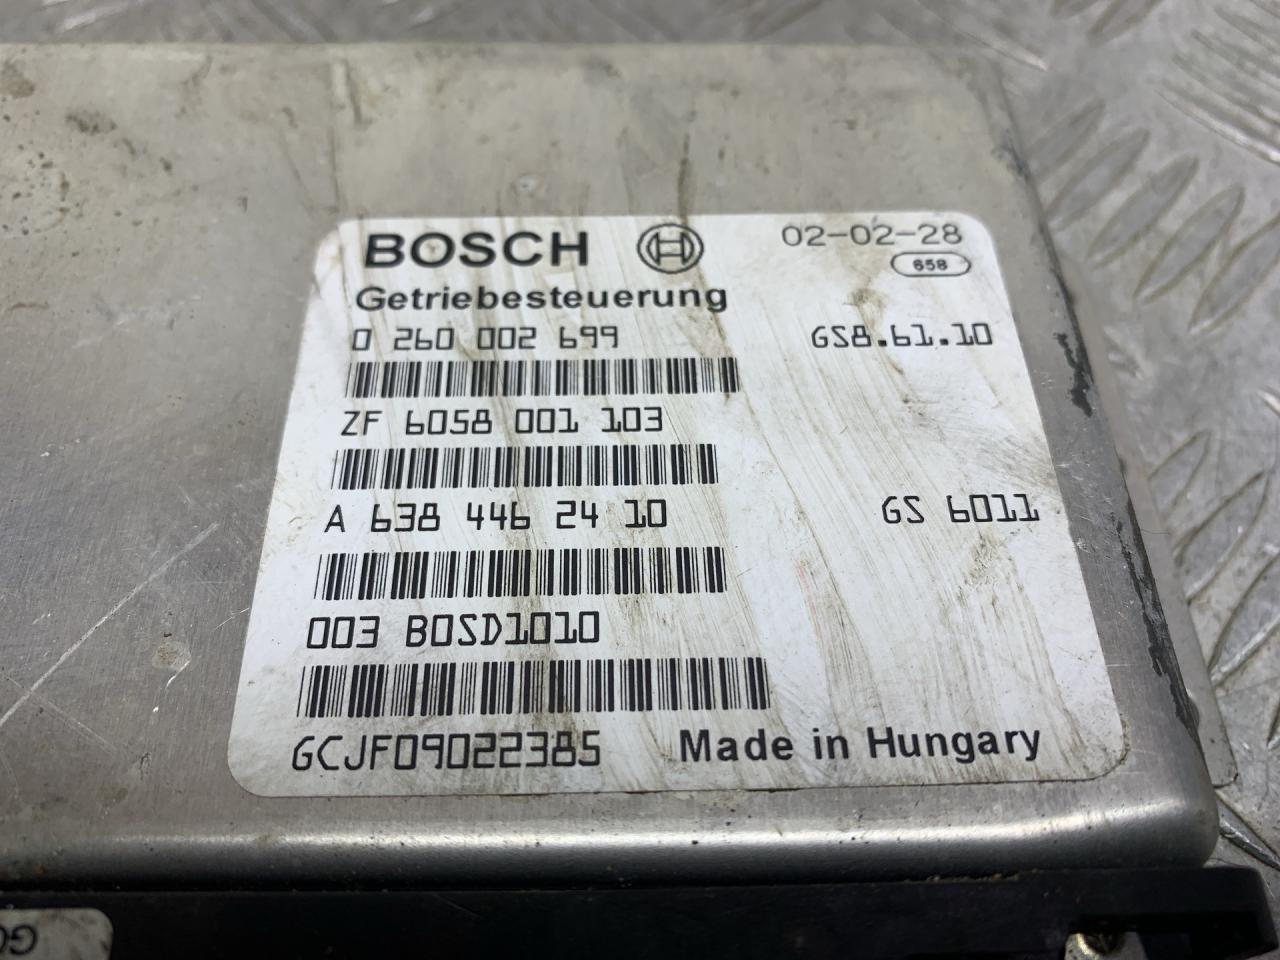 BOSCH 02-02-28
658
Getriebesteuerung
0 260 002 699 GS8.61.10
ZF 6058 001 103
A 638 446 24 10 GS 6011
003 BOSD1010
GCJF09022385 Made in Hungary